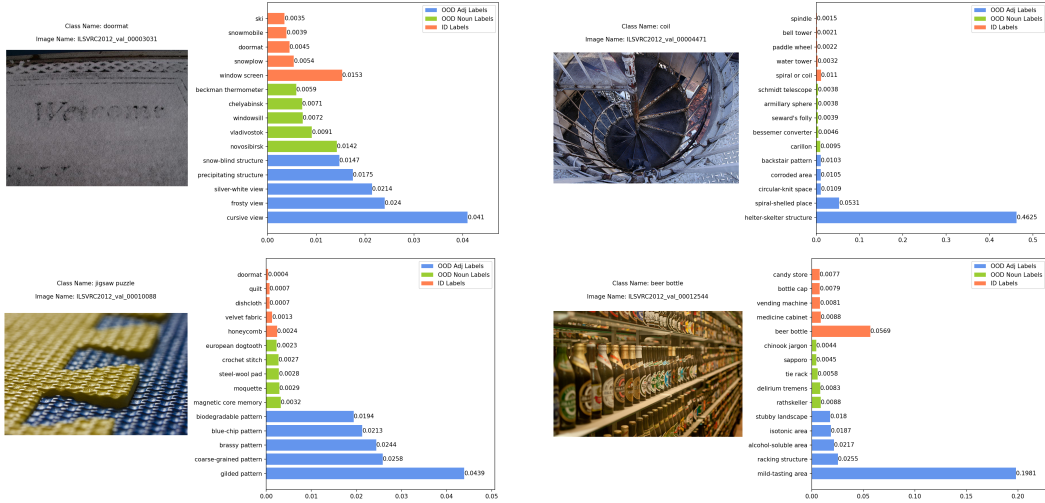 Class Name: doormat
Image Name: ILSVRC2012_val_00003031
Welcome
OOD Adj Labels
OOD Noun Labels
ID Labels
ski 0.0035
snowmobile 0.0039
doormat 0.0045
snowplow 0.0054
window screen 0.0153
beckman thermometer 0.0059
chelyabinsk 0.0071
windowsill 0.0072
vladivostok 0.0091
novosibirsk 0.0142
snow-blind structure 0.0147
precipitating structure 0.0175
silver-white view 0.0214
frosty view 0.024
cursive view 0.041
0.00 0.01 0.02 0.03 0.04
Class Name: coil
Image Name: ILSVRC2012_val_00004471
OOD Adj Labels
OOD Noun Labels
ID Labels
spindle 0.0015
bell tower 0.0021
paddle wheel 0.0022
water tower 0.0032
spiral or coil 0.011
schmidt telescope 0.0038
armillary sphere 0.0038
seward's folly 0.0039
bessemer converter 0.0046
carillon 0.0095
backstair pattern 0.0103
corroded area 0.0105
circular-knit space 0.0109
spiral-shelled place 0.0531
helter-skelter structure 0.4625
0.0 0.1 0.2 0.3 0.4 0.5
Class Name: jigsaw puzzle
Image Name: ILSVRC2012_val_00010088
OOD Adj Labels
OOD Noun Labels
ID Labels
doormat 0.0004
quilt 0.0007
dishcloth 0.0007
velvet fabric 0.0013
honeycomb 0.0024
european dogtooth 0.0023
crochet stitch 0.0027
steel-wool pad 0.0028
moquette 0.0029
magnetic core memory 0.0032
biodegradable pattern 0.0194
blue-chip pattern 0.0213
brassy pattern 0.0244
coarse-grained pattern 0.0258
gilded pattern 0.0439
0.00 0.01 0.02 0.03 0.04 0.05
Class Name: beer bottle
Image Name: ILSVRC2012_val_00012544
OOD Adj Labels
OOD Noun Labels
ID Labels
candy store 0.0077
bottle cap 0.0079
vending machine 0.0081
medicine cabinet 0.0088
beer bottle 0.0569
chinook jargon 0.0044
sapporo 0.0045
tie rack 0.0058
delirium tremens 0.0083
rathskeller 0.0088
stubby landscape 0.018
isotonic area 0.0187
alcohol-soluble area 0.0217
racking structure 0.0255
mild-tasting area 0.1981
0.00 0.05 0.10 0.15 0.20